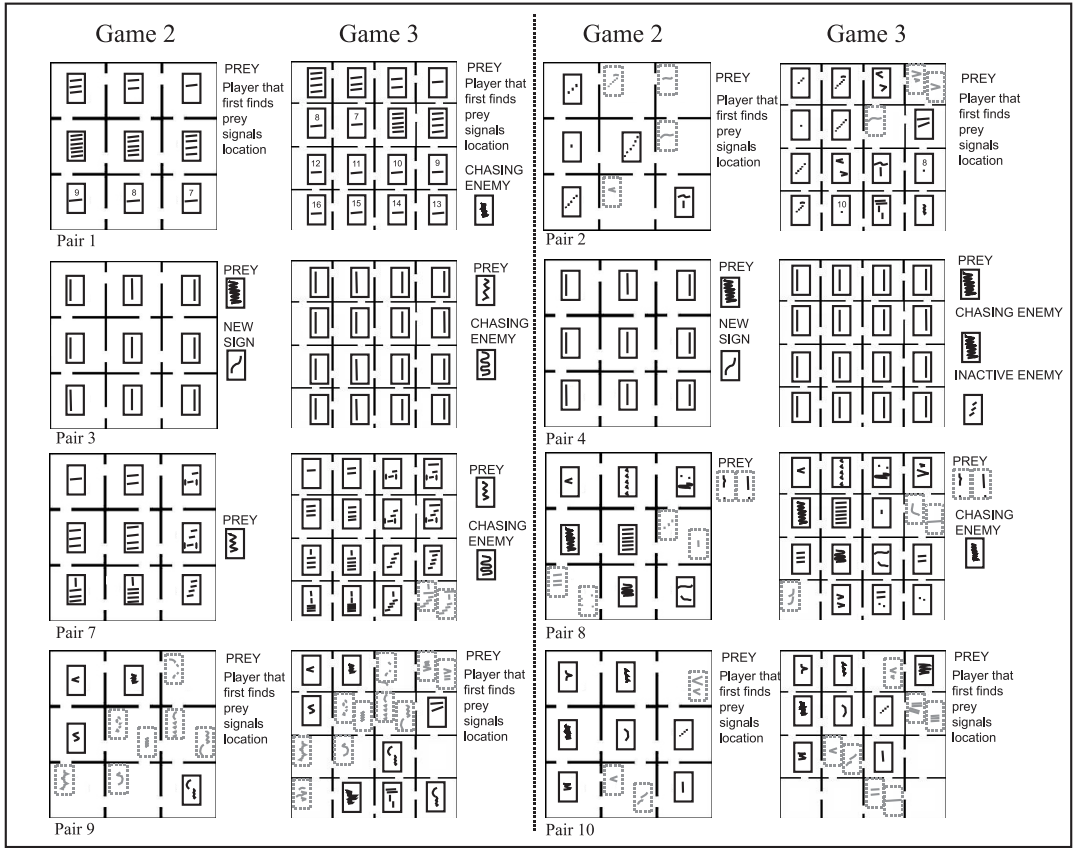 Game 2
Game 3
PREY
Player that
first finds
prey
signals
location
9
8
7
Pair 1
8
7
12
11
10
9
16
15
14
13
PREY
Player that
first finds
prey
signals
location
CHASING
ENEMY
Game 2
Game 3
PREY
Player that
first finds
prey
signals
location
Pair 2
8
10
PREY
Player that
first finds
prey
signals
location
PREY
NEW
SIGN
Pair 3
PREY
CHASING
ENEMY
PREY
NEW
SIGN
Pair 4
PREY
CHASING ENEMY
INACTIVE ENEMY
PREY
Pair 7
PREY
CHASING
ENEMY
PREY
Pair 8
PREY
CHASING
ENEMY
PREY
Player that
first finds
prey
signals
location
Pair 9
PREY
Player that
first finds
prey
signals
location
PREY
Player that
first finds
prey
signals
location
Pair 10
PREY
Player that
first finds
prey
signals
location